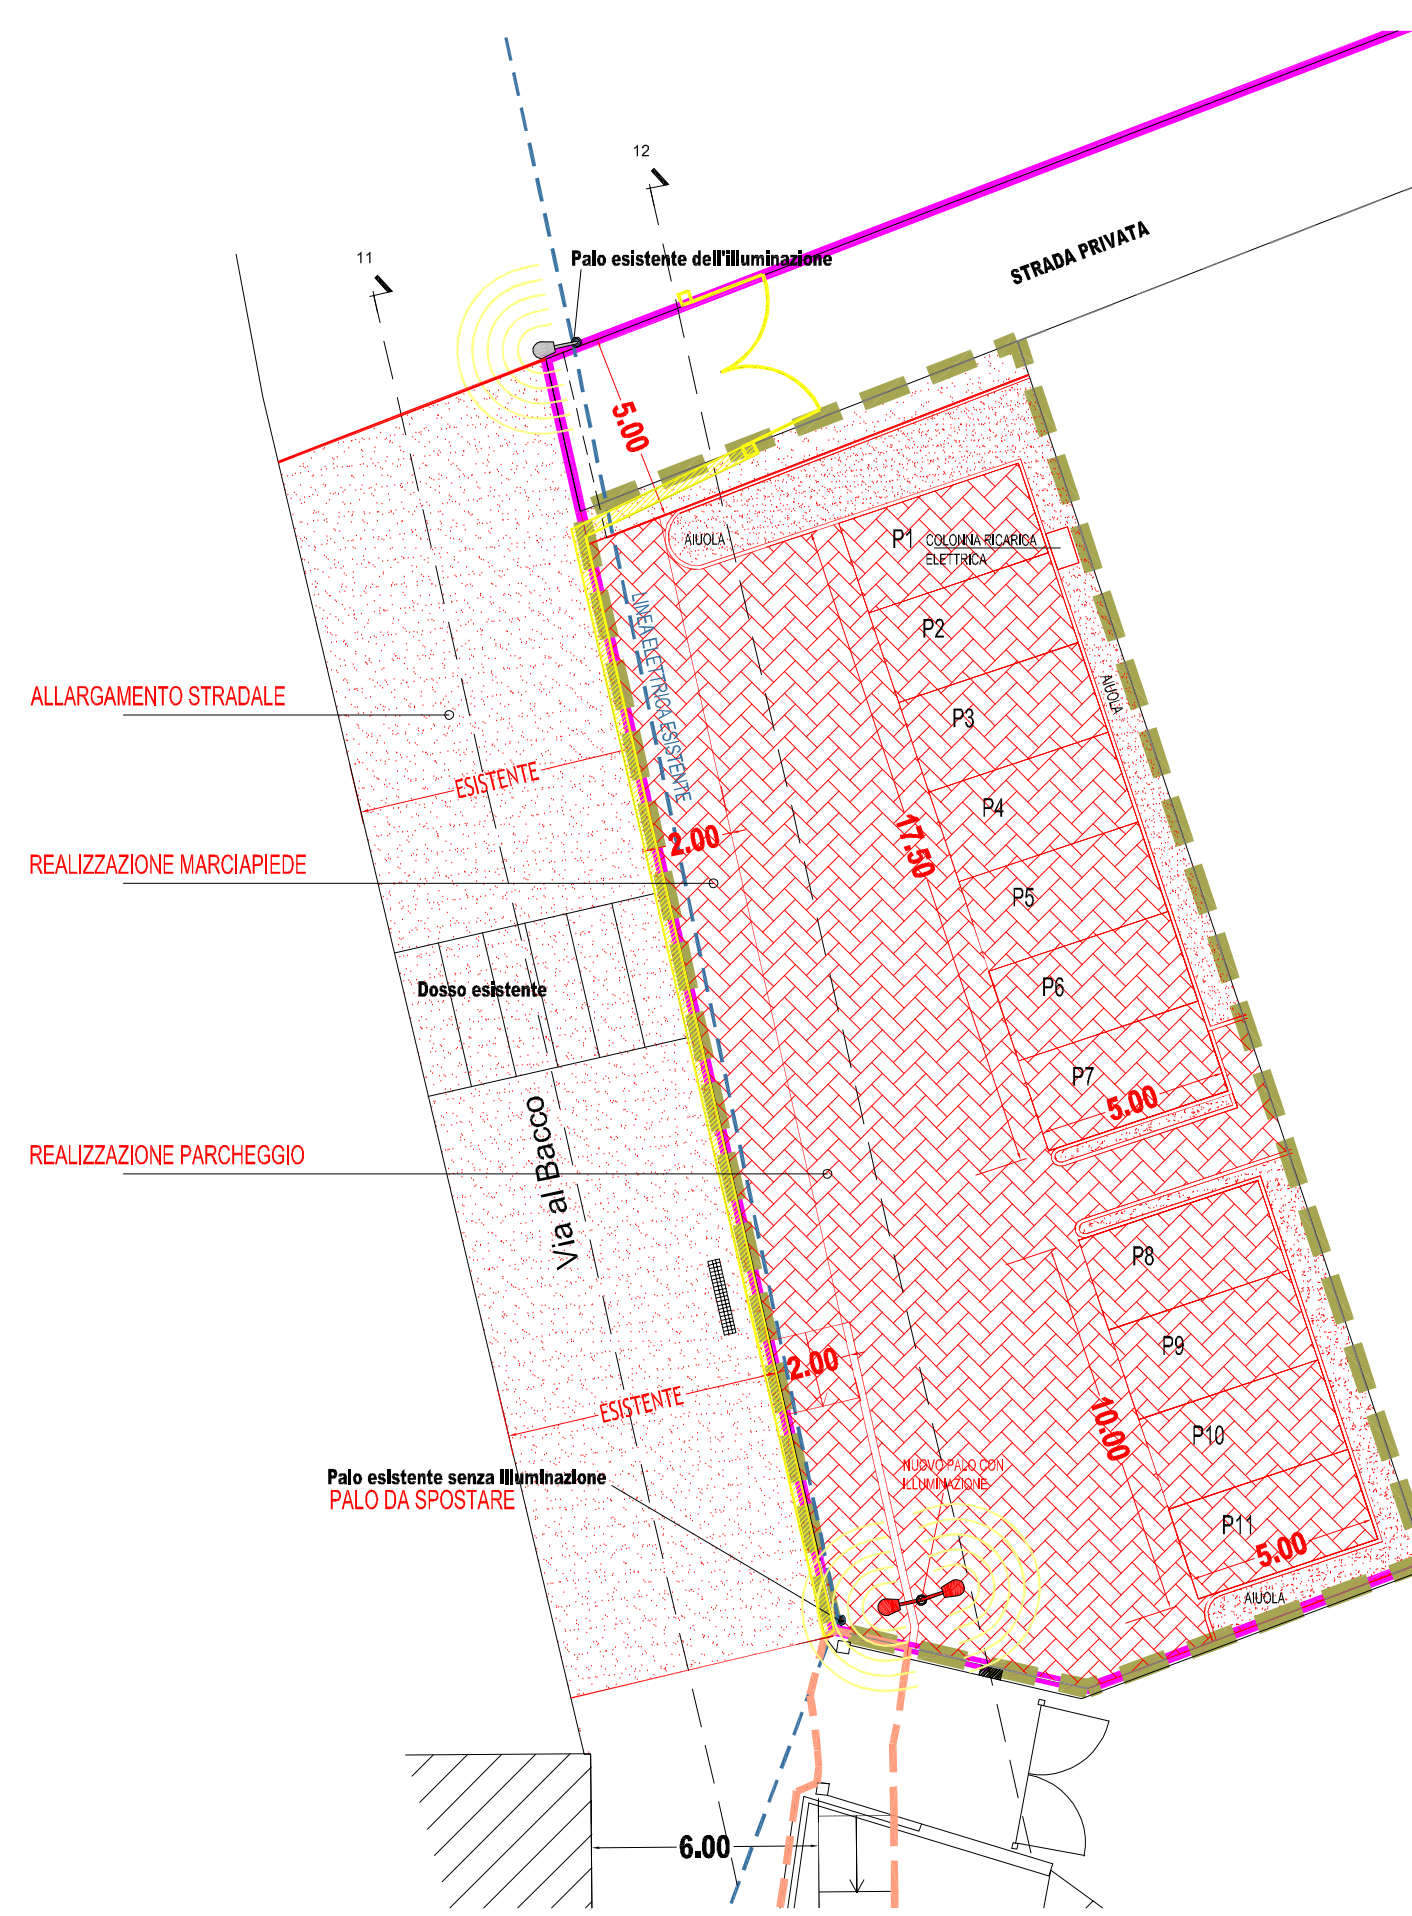 12
11
Palo esistente dell'illuminazione
STRADA PRIVATA
5.00
AIUOLA
P1
COLONNA RICARICA
ELETTRICA
P2
LINEA ELETTRICA ESISTENTE
AIUOLA
ALLARGAMENTO STRADALE
P3
ESISTENTE
P4
2.00
17.50
REALIZZAZIONE MARCIAPIEDE
P5
Dosso esistente
P6
P7
5.00
Via al Bacco
REALIZZAZIONE PARCHEGGIO
P8
P9
2.00
ESISTENTE
10.00
P10
NUOVO PALO CON
ILLUMINAZIONE
Palo esistente senza illuminazione
PALO DA SPOSTARE
P11
5.00
AIUOLA
6.00